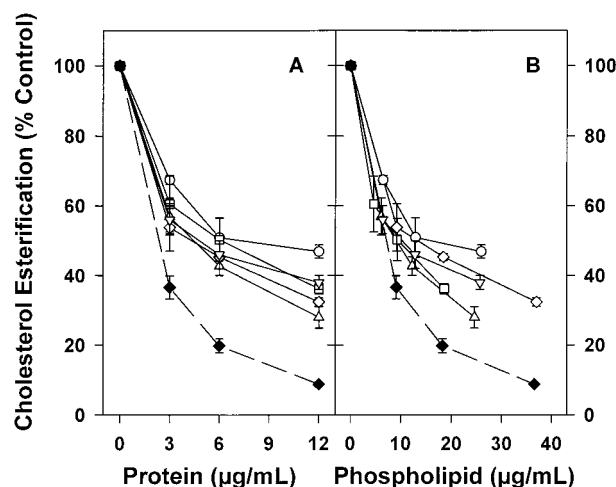 Cholesterol Esterification (% Control)
100
80
60
40
20
0
A
B
100
80
60
40
20
0
0 3 6 9 12
0 10 20 30 40
Protein (µg/mL)
Phospholipid (µg/mL)